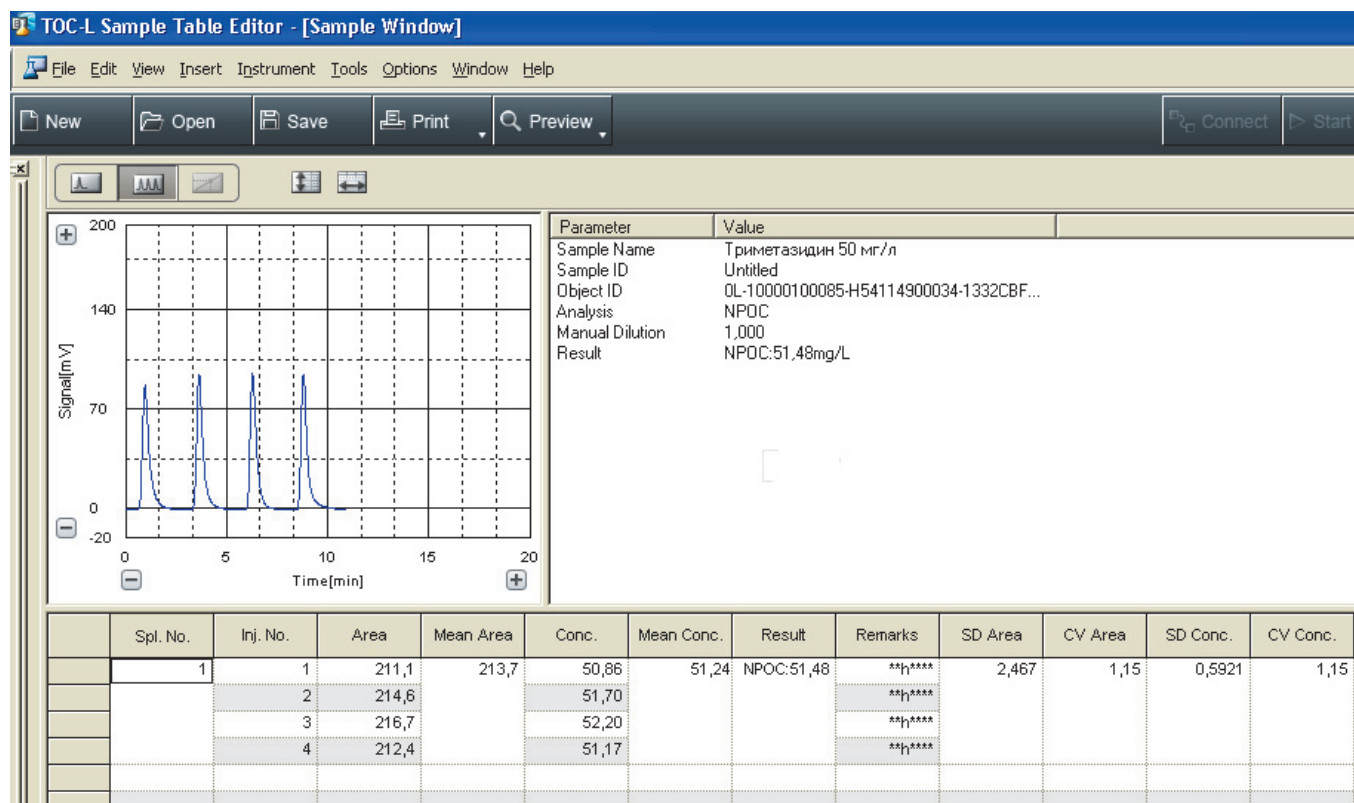 TOC-L Sample Table Editor - [Sample Window]
File Edit View Insert Instrument Tools Options Window Help
New Open Save Print Preview Connect Start
200
140
70
0
-20
Signal[mV]
0 5 10 15 20
Time[min]
Parameter Value
Sample Name Триметазидин 50 мг/л
Sample ID Untitled
Object ID 0L-10000100085-H54114900034-1332CBF...
Analysis NPOC
Manual Dilution 1,000
Result NPOC:51,48mg/L
Spl. No. Inj. No. Area Mean Area Conc. Mean Conc. Result Remarks SD Area CV Area SD Conc. CV Conc.
1 1 211,1 213,7 50,86 51,24 NPOC:51,48 **h**** 2,467 1,15 0,5921 1,15
2 214,6 51,70 **h****
3 216,7 52,20 **h****
4 212,4 51,17 **h****